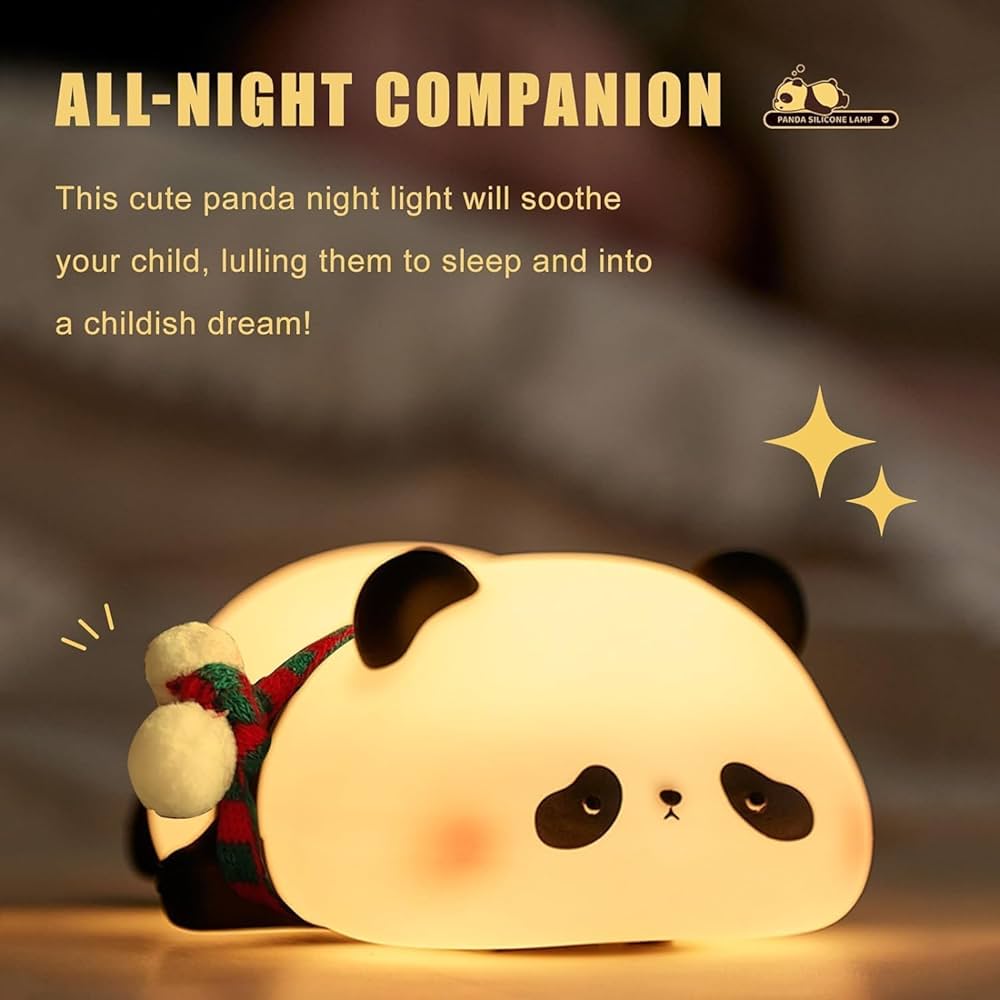 ALL-NIGHT COMPANION
PANDA SILICONE LAMP
This cute panda night light will soothe
your child, lulling them to sleep and into
a childish dream!